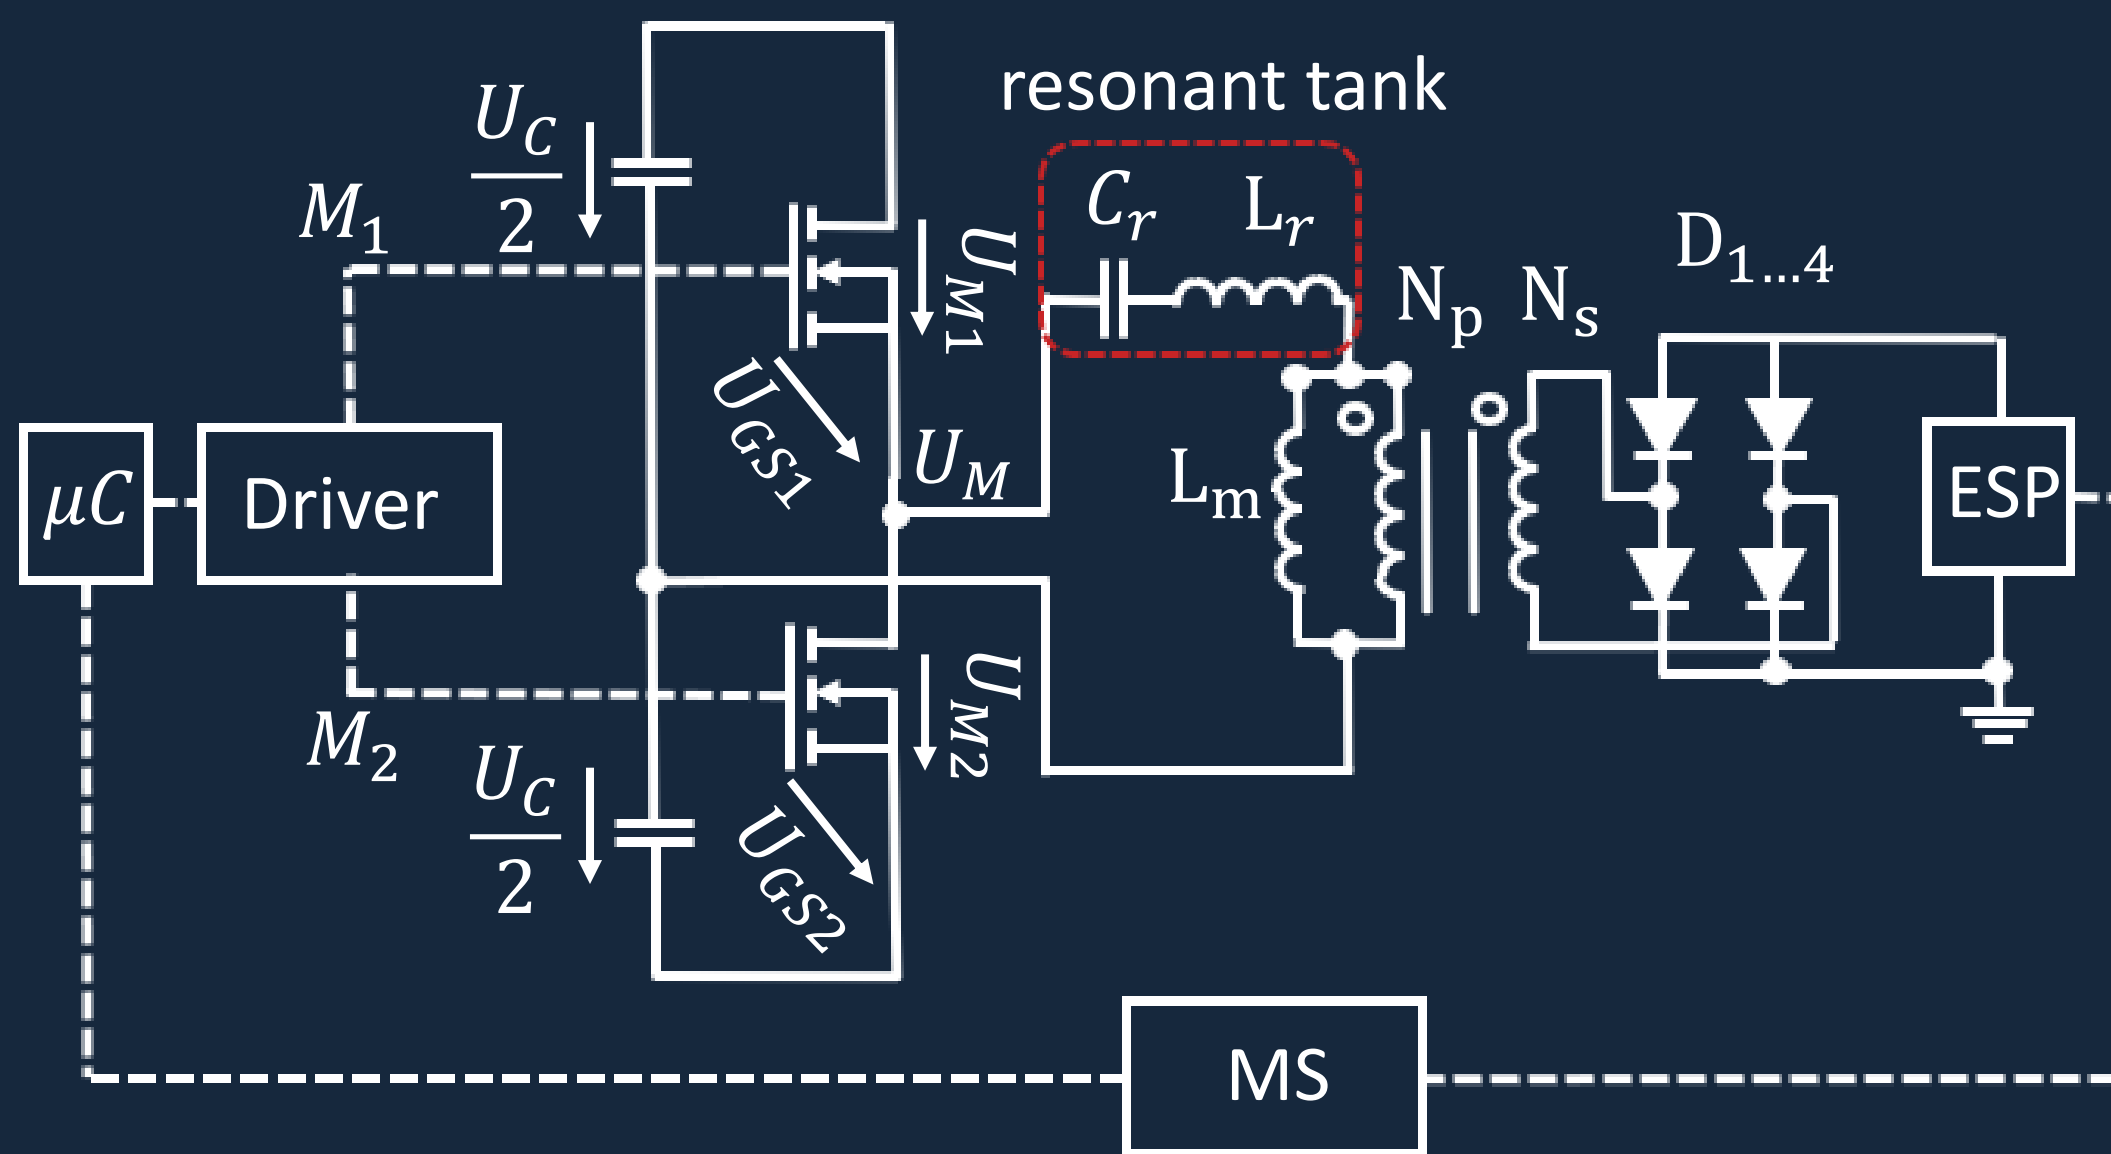 resonant tank
U_C
2
M_1
C_r
L_r
U_M1
D_1...4
N_p
N_s
U_GS1
U_M
L_m
μC
Driver
ESP
M_2
U_M2
U_C
2
U_GS2
MS